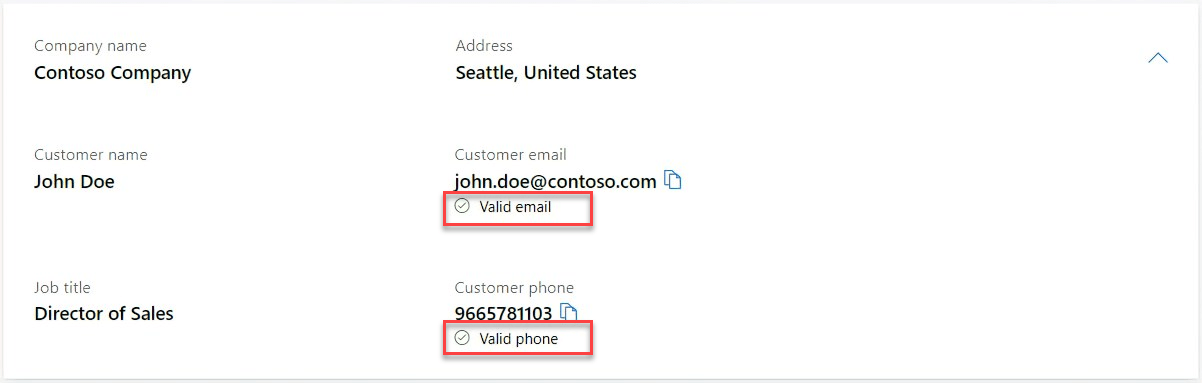 Company name
Contoso Company
Address
Seattle, United States
Customer name
John Doe
Customer email
john.doe@contoso.com
Valid email
Job title
Director of Sales
Customer phone
9665781103
Valid phone